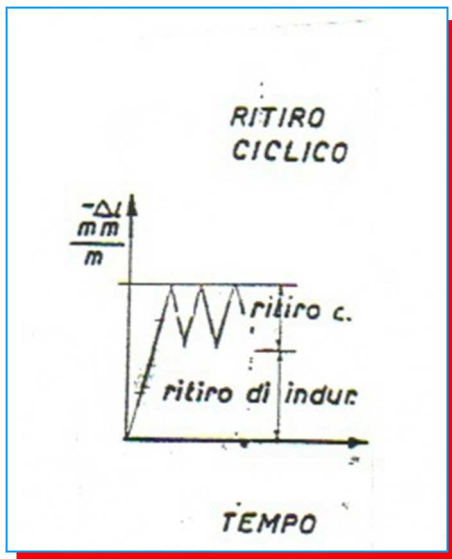 RITIRO
CICLICO
-Δl
mm
m
ritiro c.
ritiro di indur.
TEMPO